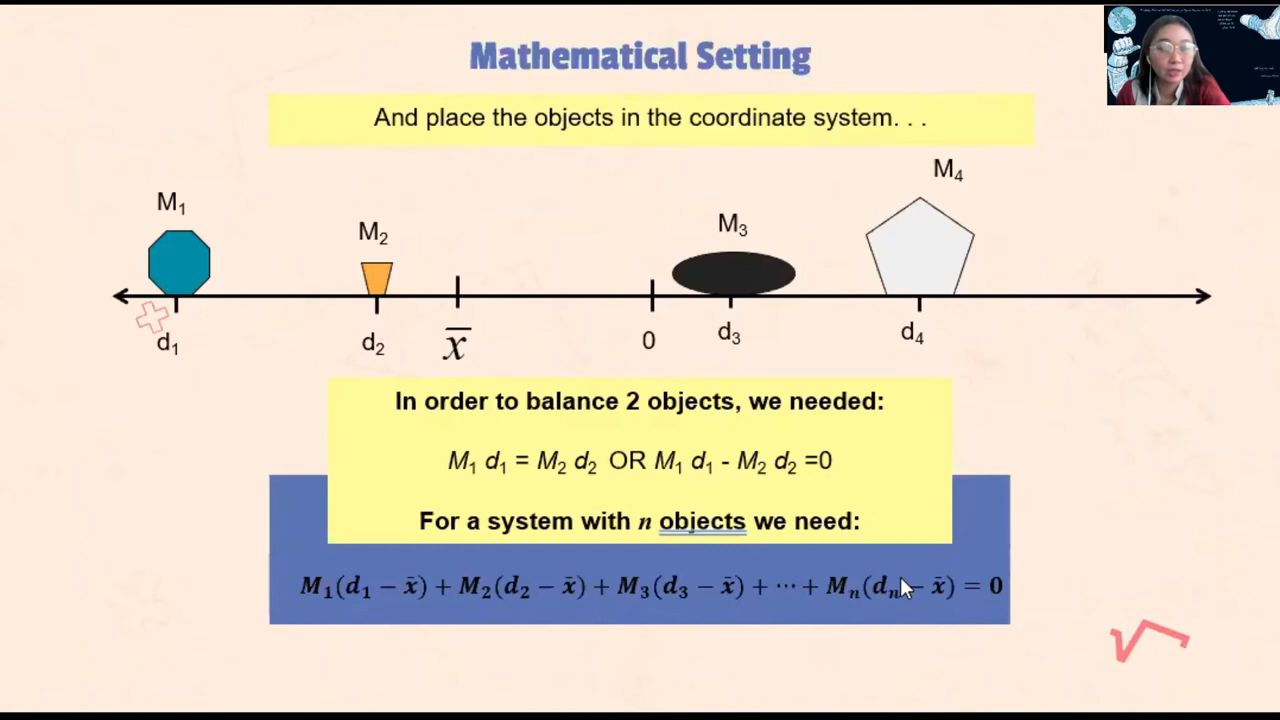 Mathematical Setting
And place the objects in the coordinate system. . .
M₄
M₁
M₃
M₂
d₁ d₂ x̄ 0 d₃ d₄
In order to balance 2 objects, we needed:
M₁ d₁ = M₂ d₂ OR M₁ d₁ - M₂ d₂ =0
For a system with n objects we need:
M₁(d₁ − x̄) + M₂(d₂ − x̄) + M₃(d₃ − x̄) + ⋯ + Mₙ(dₙ − x̄) = 0